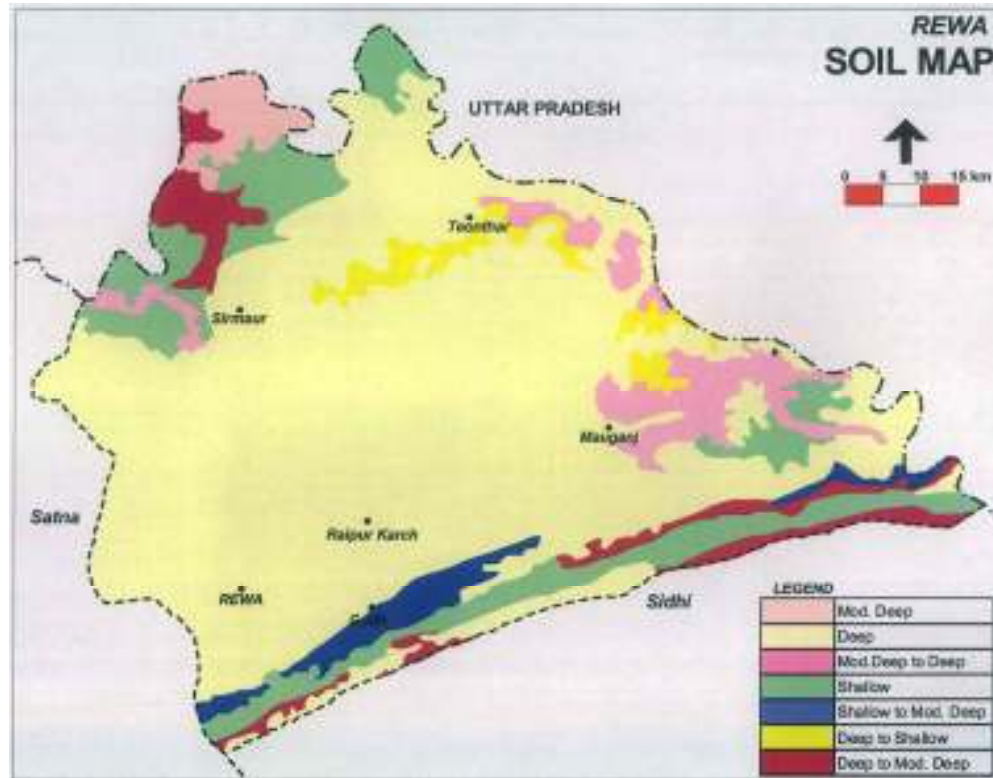 REWA
SOIL MAP
UTTAR PRADESH
0 5 10 15 km
Teonthar
Sirmaur
Mauganj
Satna
Raipur Karch
REWA
Sidhi
LEGEND
Mod. Deep
Deep
Mod.Deep to Deep
Shallow
Shallow to Mod. Deep
Deep to Shallow
Deep to Mod. Deep